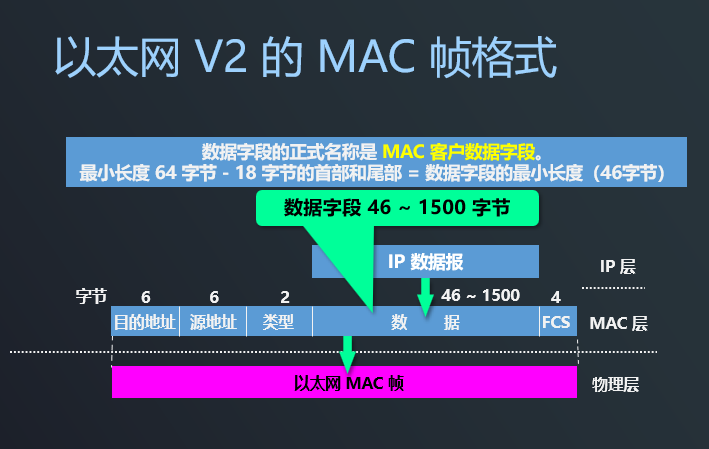 以太网 V2 的 MAC 帧格式
数据字段的正式名称是 MAC 客户数据字段。
最小长度 64 字节 - 18 字节的首部和尾部 = 数据字段的最小长度（46字节）
数据字段 46 ~ 1500 字节
IP 数据报
IP 层
字节 6 6 2 46 ~ 1500 4
目的地址 源地址 类型 数 据 FCS MAC 层
以太网 MAC 帧 物理层